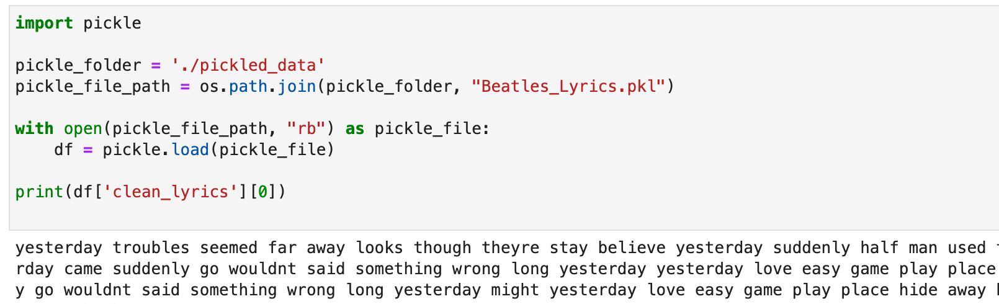 import pickle
pickle_folder = './pickled_data'
pickle_file_path = os.path.join(pickle_folder, "Beatles_Lyrics.pkl")
with open(pickle_file_path, "rb") as pickle_file:
    df = pickle.load(pickle_file)
print(df['clean_lyrics'][0])
yesterday troubles seemed far away looks though theyre stay believe yesterday suddenly half man used
rday came suddenly go wouldnt said something wrong long yesterday yesterday love easy game play place
y go wouldnt said something wrong long yesterday might yesterday love easy game play place hide away